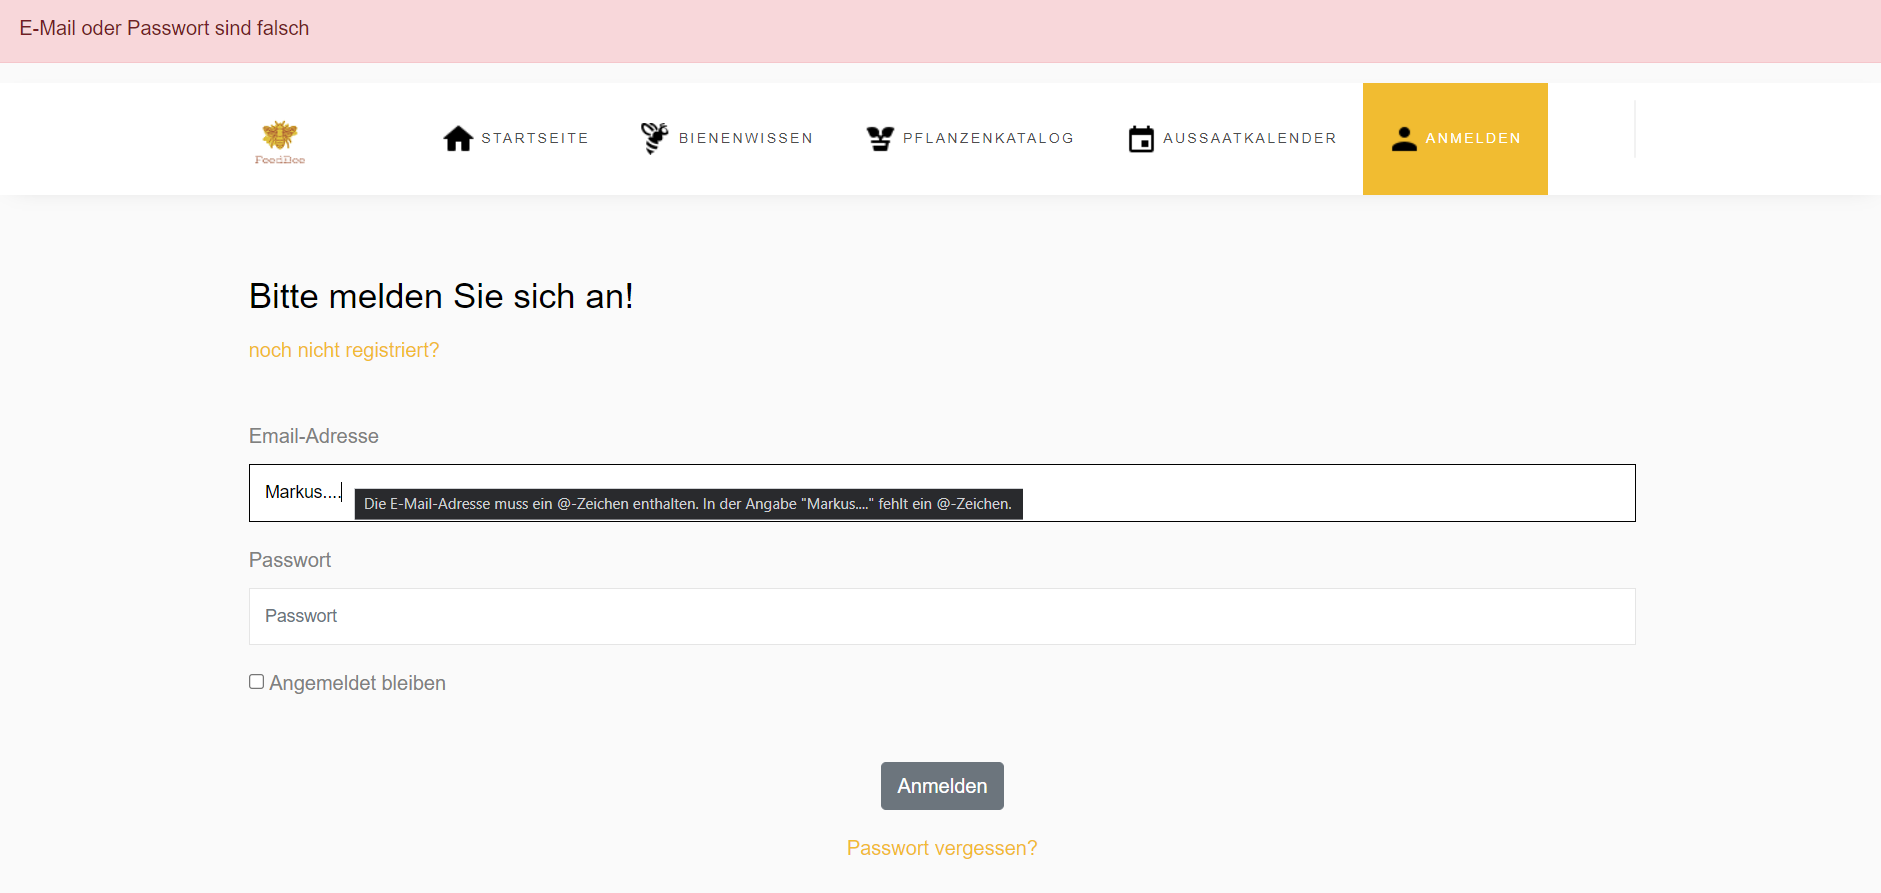 E-Mail oder Passwort sind falsch
FeedBee
STARTSEITE
BIENENWISSEN
PFLANZENKATALOG
AUSSAATKALENDER
ANMELDEN
Bitte melden Sie sich an!
noch nicht registriert?
Email-Adresse
Markus....
Die E-Mail-Adresse muss ein @-Zeichen enthalten. In der Angabe "Markus...." fehlt ein @-Zeichen.
Passwort
Passwort
Angemeldet bleiben
Anmelden
Passwort vergessen?